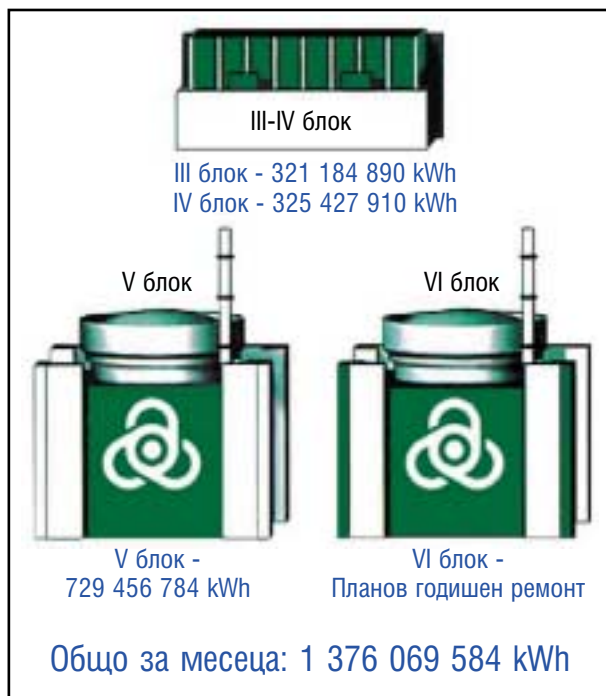 III-IV блок
III блок - 321 184 890 kWh
IV блок - 325 427 910 kWh
V блок
VI блок
V блок -
729 456 784 kWh
VI блок -
Планов годишен ремонт
Общо за месеца: 1 376 069 584 kWh